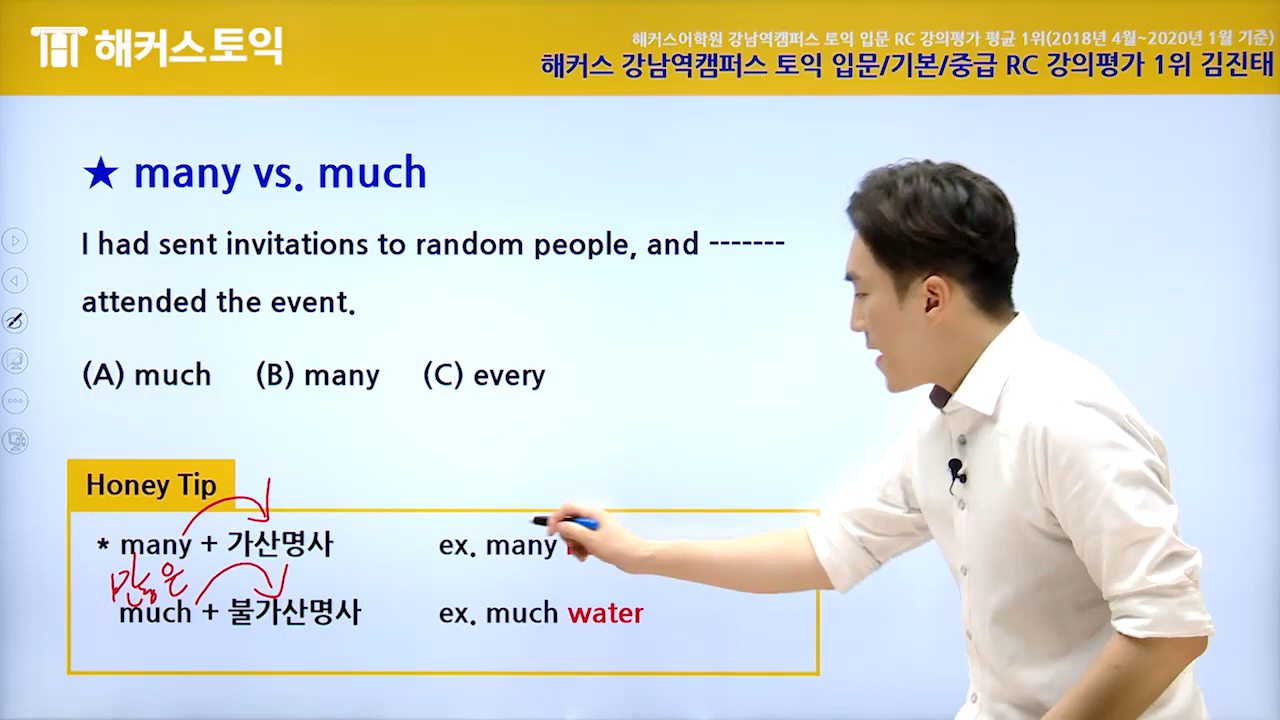 해커스토익
해커스어학원 강남역캠퍼스 토익 입문 RC 강의평가 평균 1위(2018년 4월~2020년 1월 기준)
해커스 강남역캠퍼스 토익 입문/기본/중급 RC 강의평가 1위 김진태
★ many vs. much
I had sent invitations to random people, and -------
attended the event.
(A) much (B) many (C) every
Honey Tip
* many + 가산명사 ex. many
많은
much + 불가산명사 ex. much water